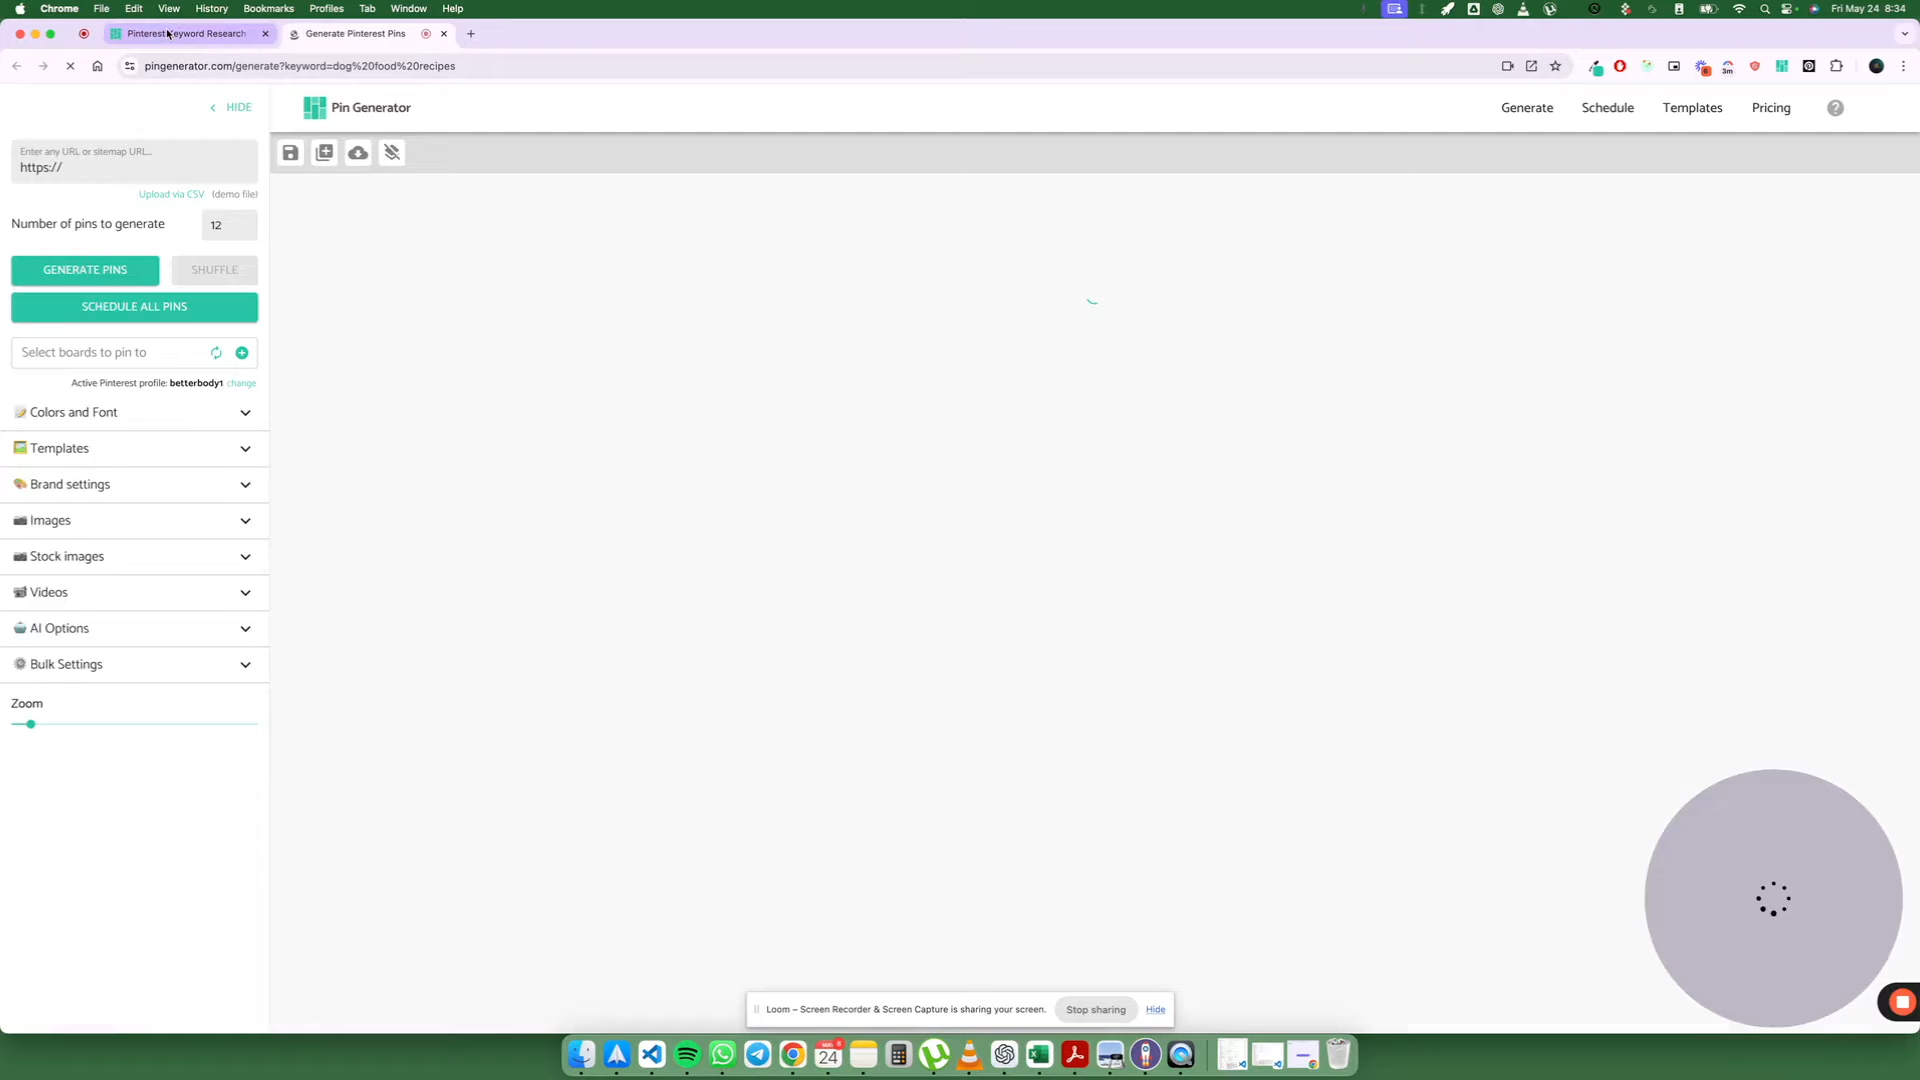 Chrome File Edit View History Bookmarks Profiles Tab Window Help
Fri May 24 8:34
Pinterest Keyword Research
Generate Pinterest Pins
pingenerator.com/generate?keyword=dog%20food%20recipes
6
3m
HIDE
Pin Generator
Generate
Schedule
Templates
Pricing
?
Enter any URL or sitemap URL...
https://
Upload via CSV (demo file)
Number of pins to generate
12
GENERATE PINS
SHUFFLE
SCHEDULE ALL PINS
Select boards to pin to
Active Pinterest profile: betterbody1 change
Colors and Font
Templates
Brand settings
Images
Stock images
Videos
AI Options
Bulk Settings
Zoom
Loom – Screen Recorder & Screen Capture is sharing your screen.
Stop sharing
Hide
24